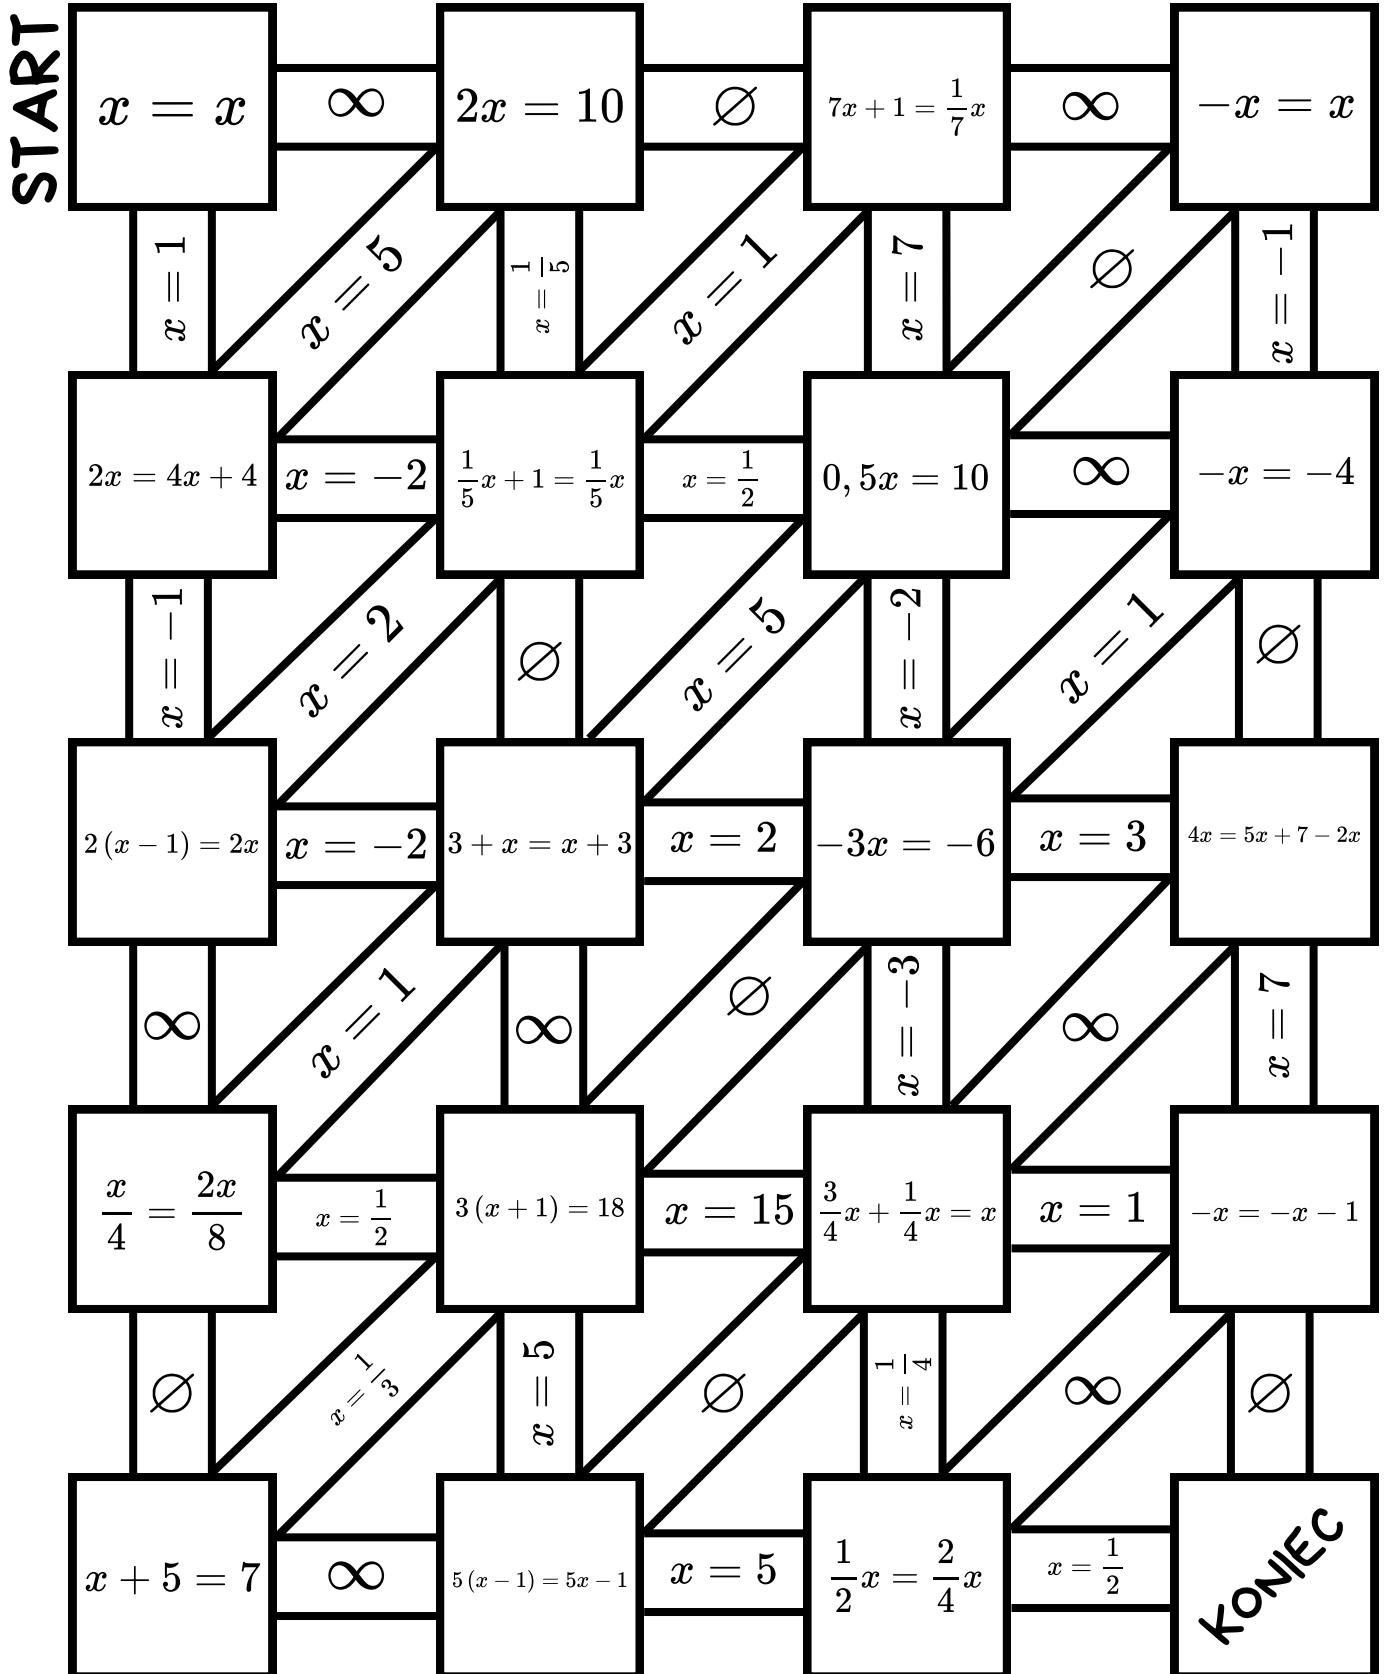 START
x = x
∞
2x = 10
∅
7x + 1 = 1/7 x
∞
−x = x
x = 1
x = 5
x = 1/5
x = 1
x = 7
∅
x = −1
2x = 4x + 4
x = −2
1/5 x + 1 = 1/5 x
x = 1/2
0, 5x = 10
∞
−x = −4
x = −1
x = 2
∅
x = 5
x = −2
x = 1
∅
2 (x − 1) = 2x
x = −2
3 + x = x + 3
x = 2
−3x = −6
x = 3
4x = 5x + 7 − 2x
∞
x = 1
∞
∅
x = −3
∞
x = 7
x/4 = 2x/8
x = 1/2
3 (x + 1) = 18
x = 15
3/4 x + 1/4 x = x
x = 1
−x = −x − 1
∅
x = 1/3
x = 5
∅
x = 1/4
∞
∅
x + 5 = 7
∞
5 (x − 1) = 5x − 1
x = 5
1/2 x = 2/4 x
x = 1/2
KONIEC